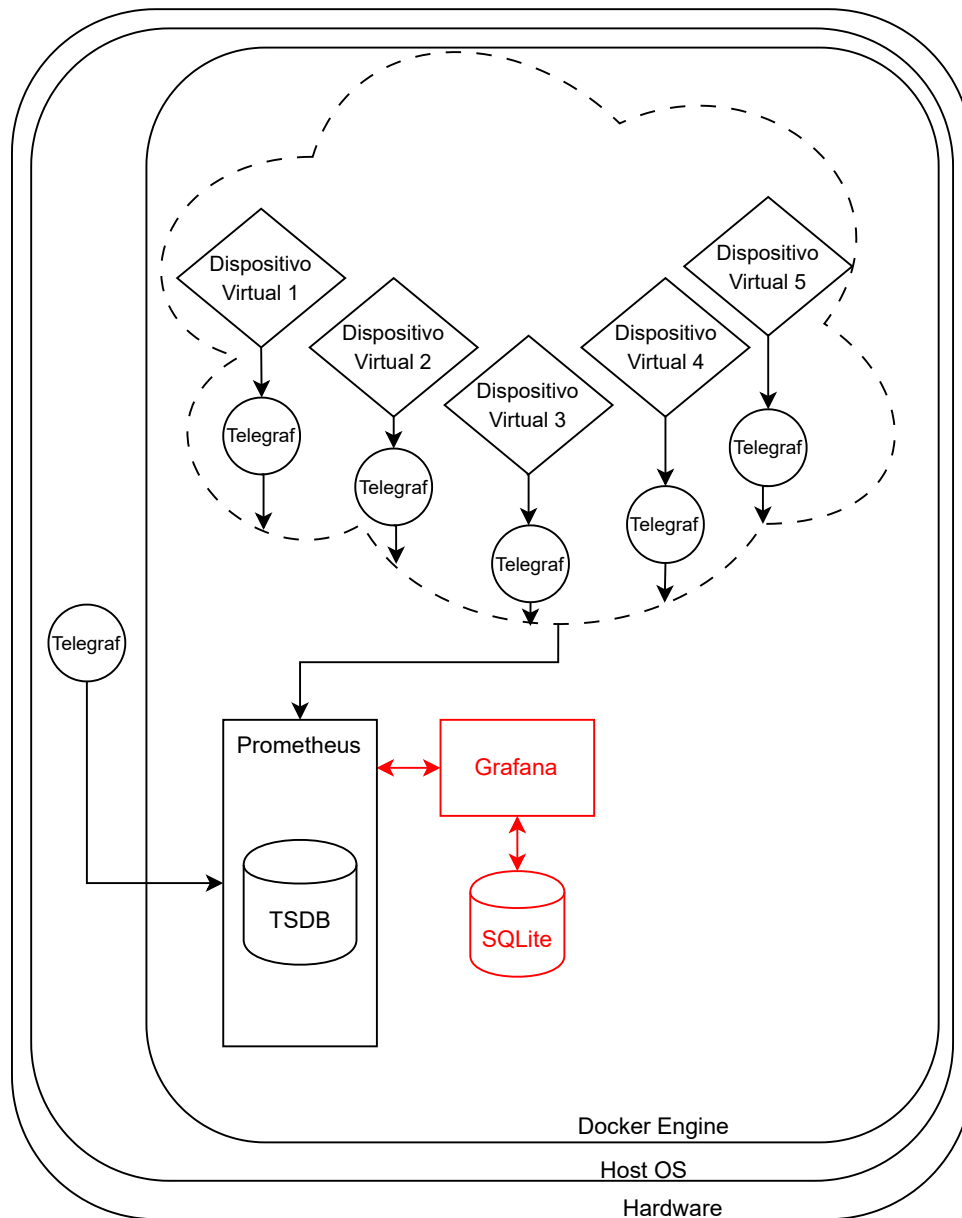 Dispositivo
Virtual 1
Dispositivo
Virtual 2
Dispositivo
Virtual 3
Dispositivo
Virtual 4
Dispositivo
Virtual 5
Telegraf
Telegraf
Telegraf
Telegraf
Telegraf
Telegraf
Prometheus
TSDB
Grafana
SQLite
Docker Engine
Host OS
Hardware